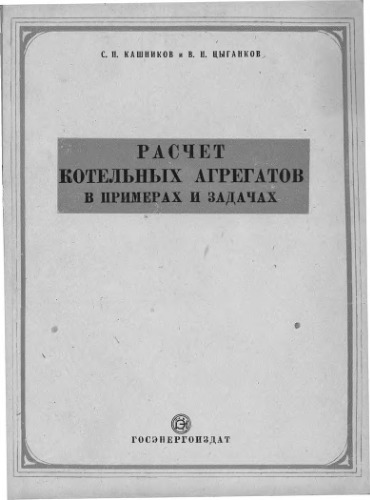 С. П. КАШНИКОВ и В. Н. ЦЫГАНКОВ
РАСЧЕТ
КОТЕЛЬНЫХ АГРЕГАТОВ
В ПРИМЕРАХ И ЗАДАЧАХ
ГОСЭНЕРГОИЗДАТ